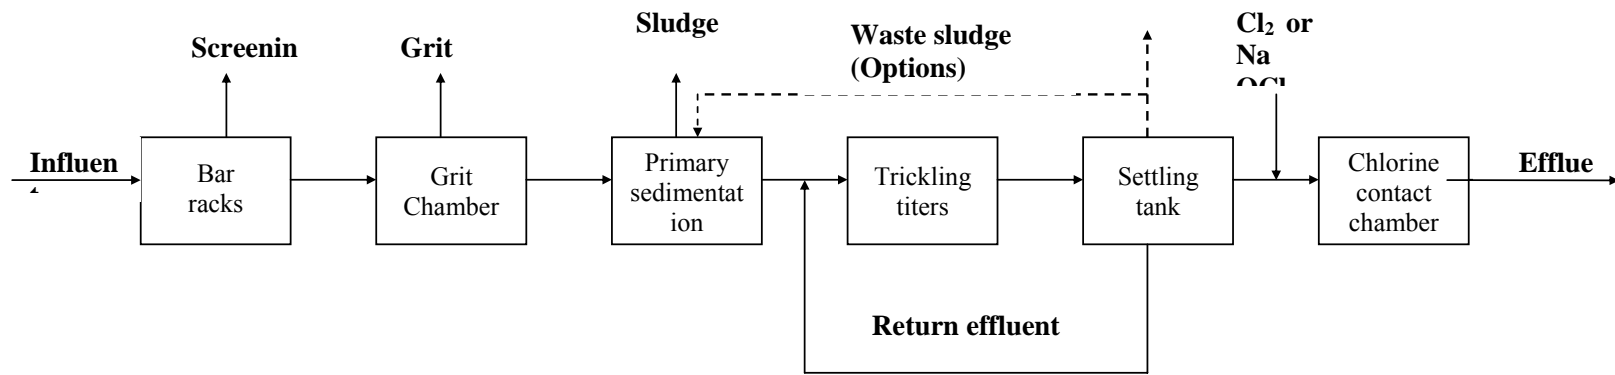 Screenin
Grit
Sludge
Waste sludge
(Options)
Cl₂ or
Na
OCl
Influen
Bar
racks
Grit
Chamber
Primary
sedimentat
ion
Trickling
titers
Settling
tank
Chlorine
contact
chamber
Efflue
Return effluent